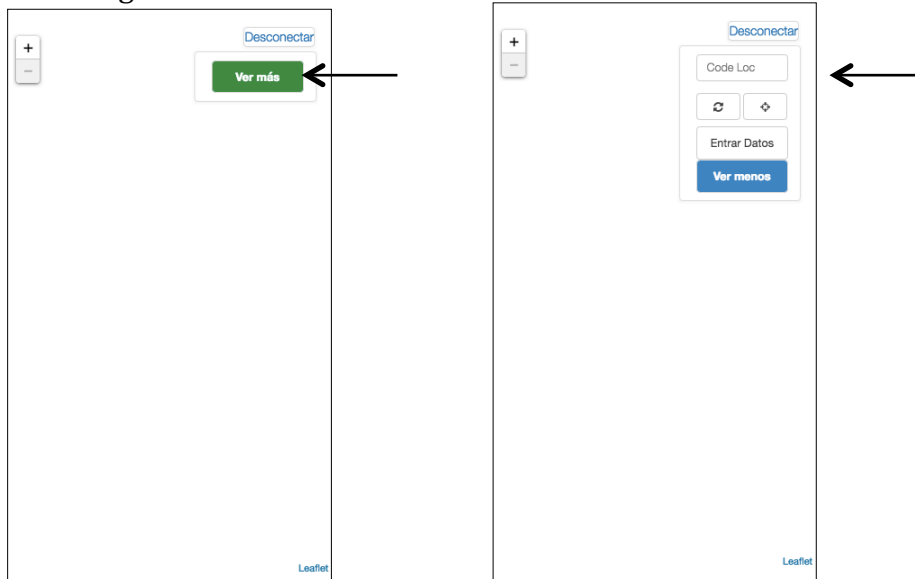 Desconectar
+
Ver más
−
Leaflet
Desconectar
+
Code Loc
−
Entrar Datos
Ver menos
Leaflet